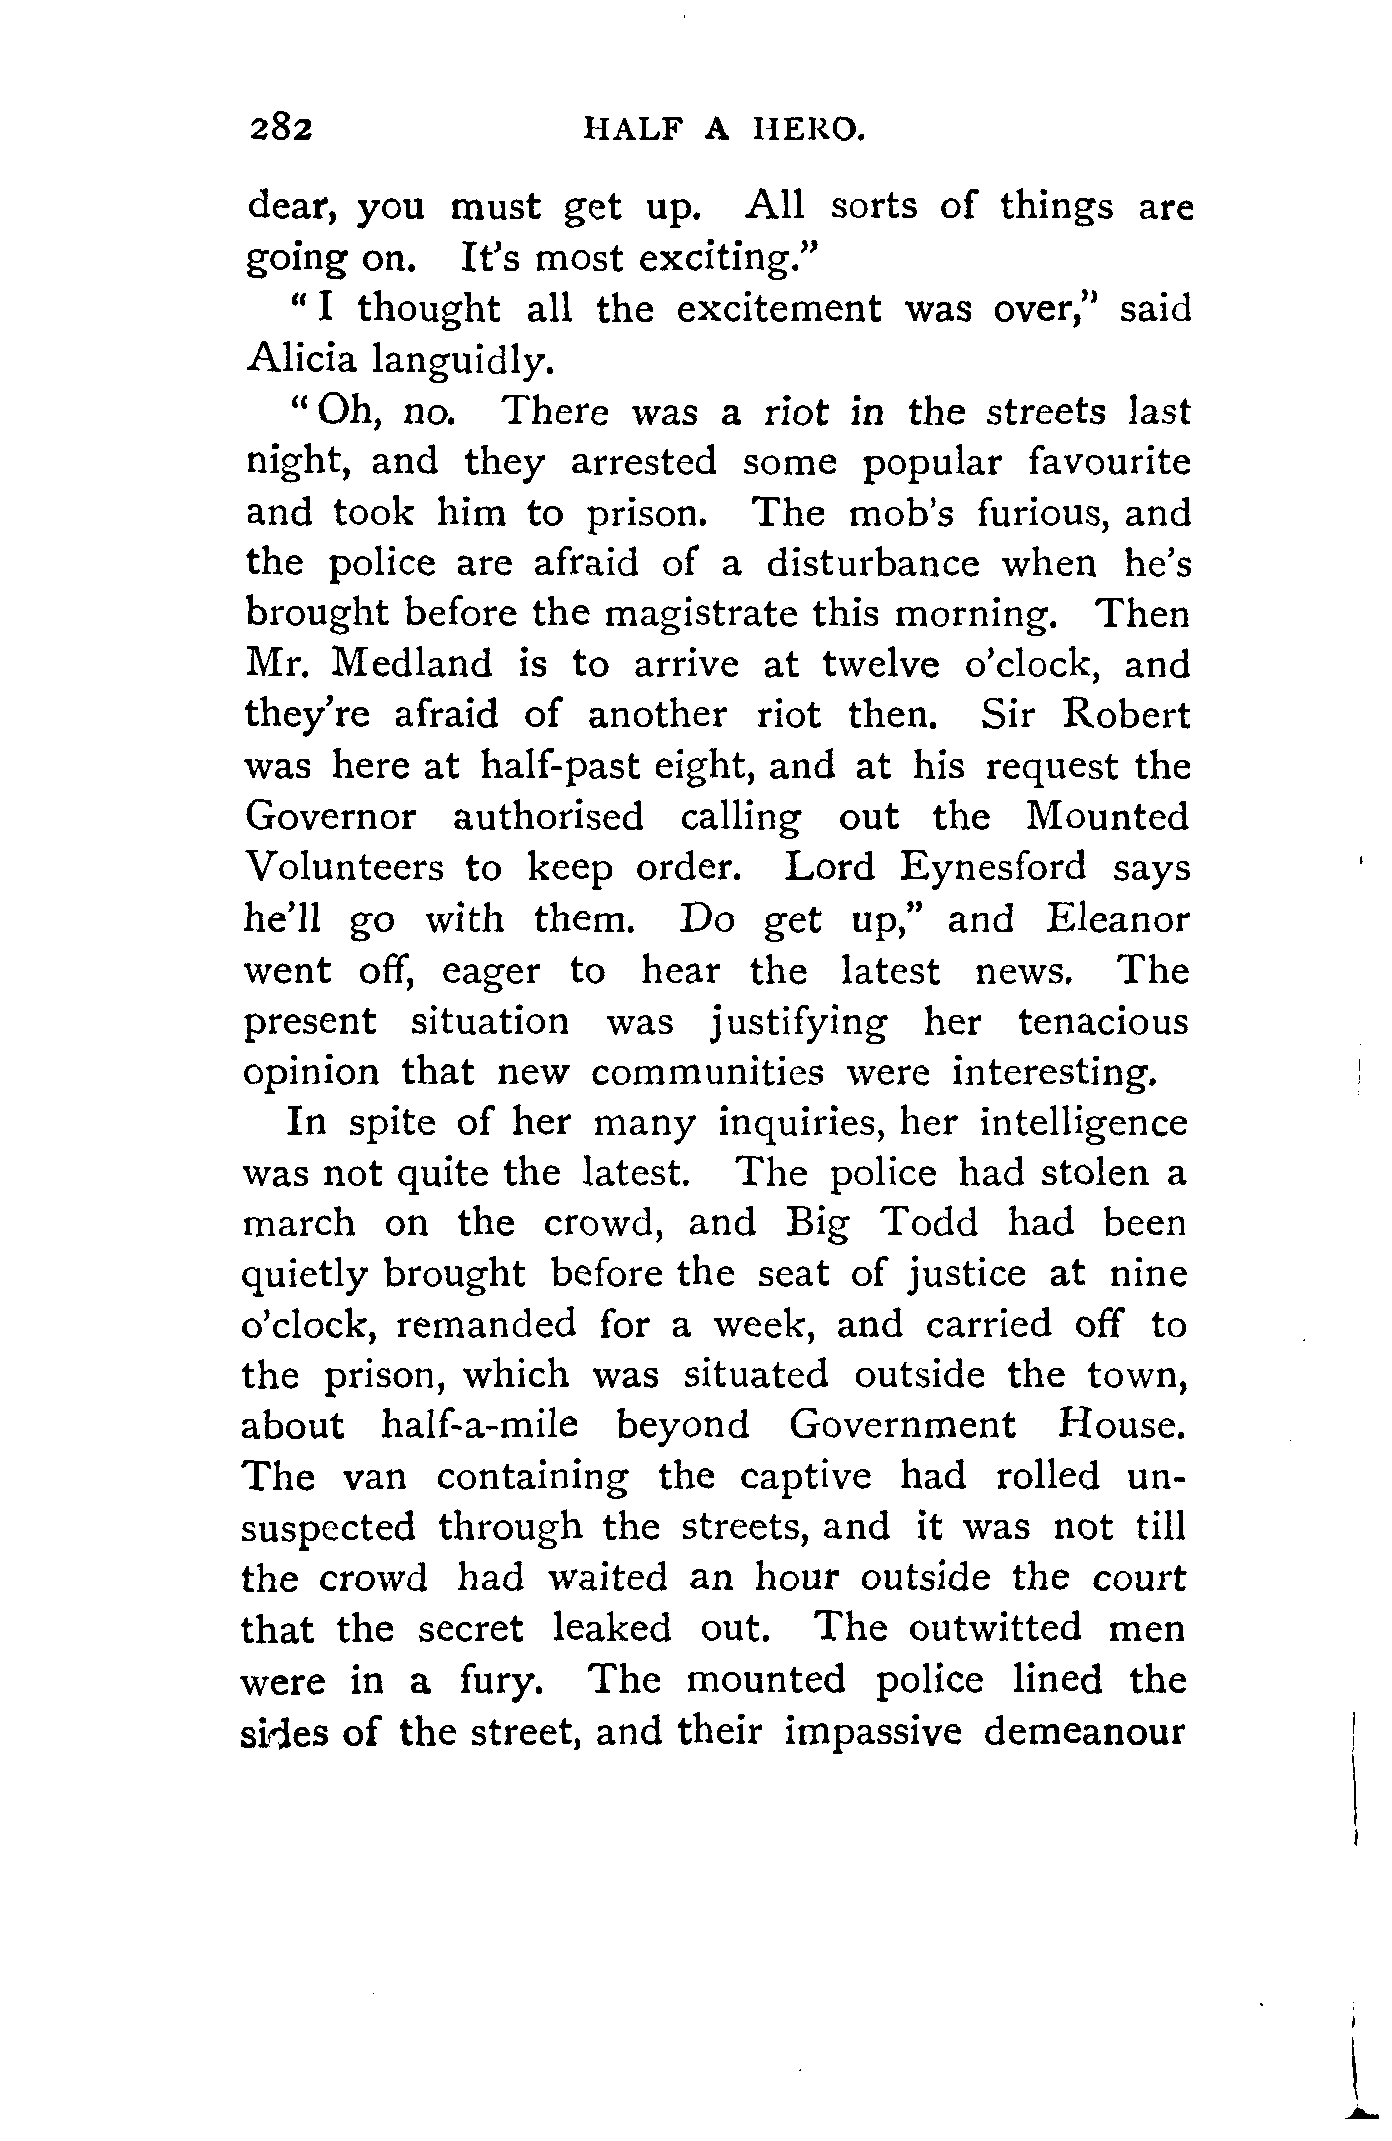 282 HALF A HERO.
dear, you must get up. All sorts of things are
going on. It's most exciting."
"I thought all the excitement was over," said
Alicia languidly.
"Oh, no. There was a riot in the streets last
night, and they arrested some popular favourite
and took him to prison. The mob's furious, and
the police are afraid of a disturbance when he's
brought before the magistrate this morning. Then
Mr. Medland is to arrive at twelve o'clock, and
they're afraid of another riot then. Sir Robert
was here at half-past eight, and at his request the
Governor authorised calling out the Mounted
Volunteers to keep order. Lord Eynesford says
he'll go with them. Do get up," and Eleanor
went off, eager to hear the latest news. The
present situation was justifying her tenacious
opinion that new communities were interesting.
In spite of her many inquiries, her intelligence
was not quite the latest. The police had stolen a
march on the crowd, and Big Todd had been
quietly brought before the seat of justice at nine
o'clock, remanded for a week, and carried off to
the prison, which was situated outside the town,
about half-a-mile beyond Government House.
The van containing the captive had rolled un-
suspected through the streets, and it was not till
the crowd had waited an hour outside the court
that the secret leaked out. The outwitted men
were in a fury. The mounted police lined the
sides of the street, and their impassive demeanour